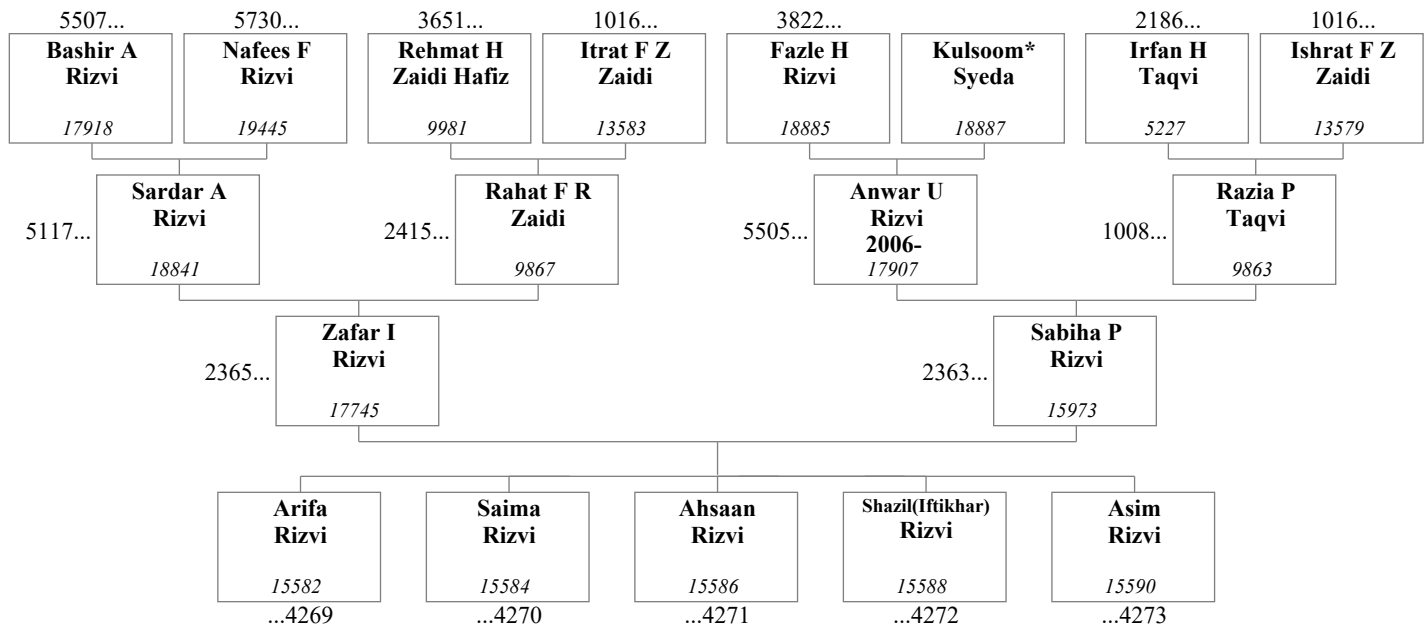 5507...
5730...
3651...
1016...
3822...
2186...
1016...
Bashir A
Rizvi
17918
Nafees F
Rizvi
19445
Rehmat H
Zaidi Hafiz
9981
Itrat F Z
Zaidi
13583
Fazle H
Rizvi
18885
Kulsoom*
Syeda
18887
Irfan H
Taqvi
5227
Ishrat F Z
Zaidi
13579
5117...
Sardar A
Rizvi
18841
2415...
Rahat F R
Zaidi
9867
5505...
Anwar U
Rizvi
2006-
17907
1008...
Razia P
Taqvi
9863
2365...
Zafar I
Rizvi
17745
2363...
Sabiha P
Rizvi
15973
Arifa
Rizvi
15582
...4269
Saima
Rizvi
15584
...4270
Ahsaan
Rizvi
15586
...4271
Shazil(Iftikhar)
Rizvi
15588
...4272
Asim
Rizvi
15590
...4273